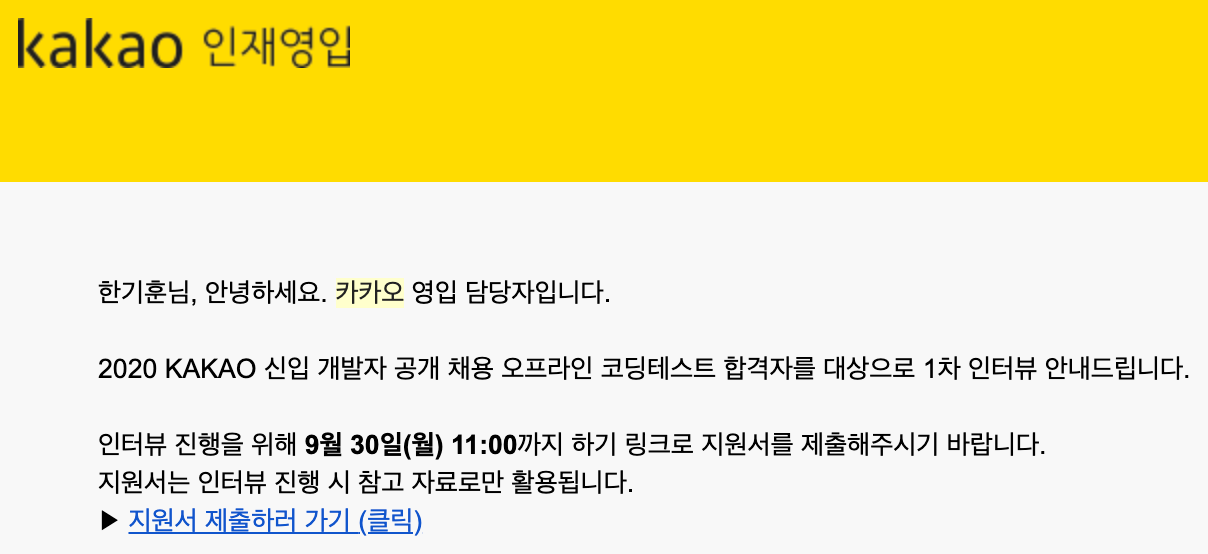 kakao 인재영입
한기훈님, 안녕하세요. 카카오 영입 담당자입니다.
2020 KAKAO 신입 개발자 공개 채용 오프라인 코딩테스트 합격자를 대상으로 1차 인터뷰 안내드립니다.
인터뷰 진행을 위해 9월 30일(월) 11:00까지 하기 링크로 지원서를 제출해주시기 바랍니다.
지원서는 인터뷰 진행 시 참고 자료로만 활용됩니다.
▶ 지원서 제출하러 가기 (클릭)